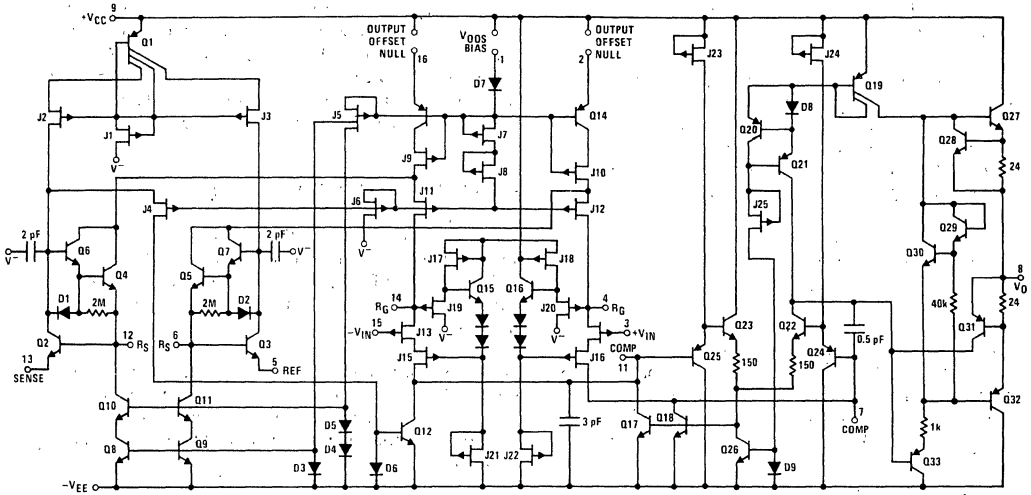 9
+VCC
Q1
OUTPUT
OFFSET
NULL
16
VOOS
BIAS
1
OUTPUT
OFFSET
NULL
2
D7
J23
J24
Q19
J2
J3
J1
V−
J5
J7
Q14
J9
J8
J10
D8
Q20
Q21
Q27
Q28
24
J4
J6
J11
J12
J25
V−
2 pF
V−
Q6
Q7
2 pF
V−
J17
J18
Q29
Q30
8
VO
Q4
Q5
Q15
Q16
D1
2M
2M
D2
14
RG
J19
V−
J20
V−
4
RG
40k
24
Q31
Q2
12
RS
6
RS
Q3
−VIN
15
J13
3
+VIN
Q23
Q22
Q24
0.5 pF
13
SENSE
5
REF
J15
J16
COMP
11
Q25
150
150
Q32
Q10
Q11
D5
D4
Q12
3 pF
Q17
Q18
7
COMP
1k
Q8
Q9
D3
D6
J21
J22
Q26
D9
Q33
−VEE